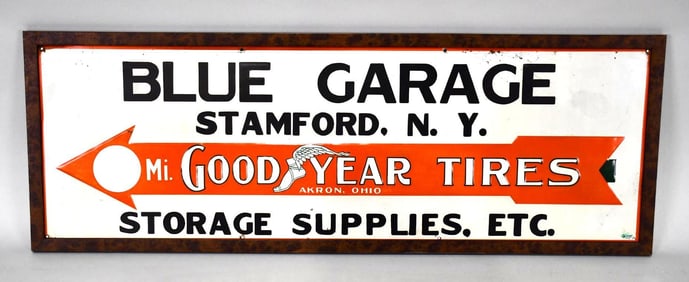 BLUE GARAGE
STAMFORD, N. Y.
Mi. GOOD YEAR TIRES
AKRON, OHIO
STORAGE SUPPLIES, ETC.